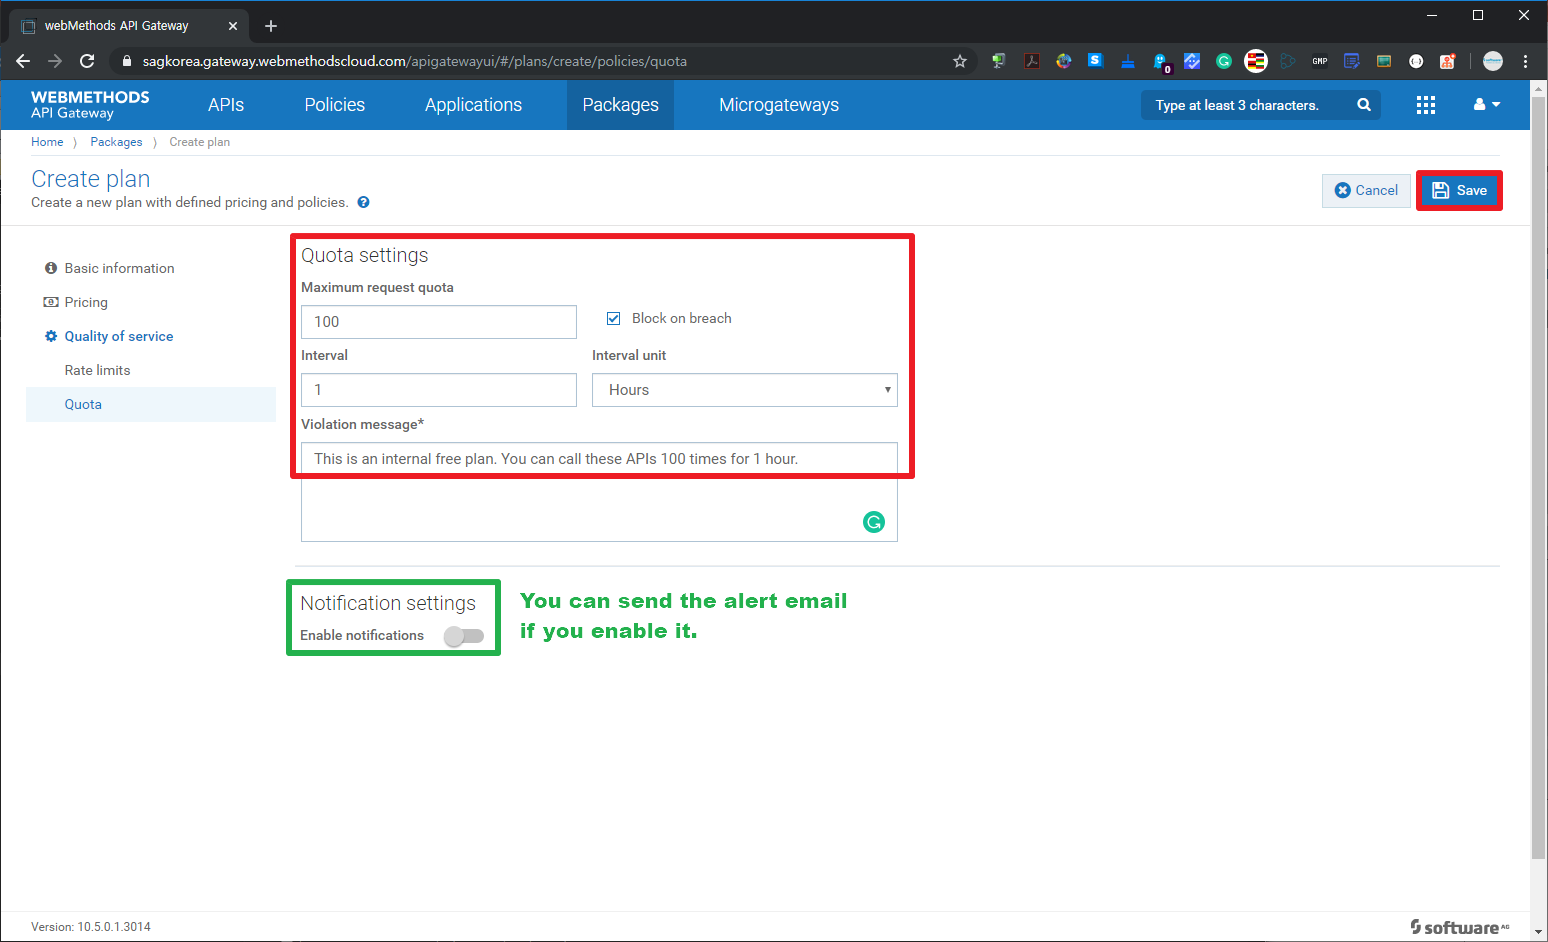 webMethods API Gateway
sagkorea.gateway.webmethodscloud.com/apigatewayui/#/plans/create/policies/quota
S
0
G
GMP
WEBMETHODS
API Gateway
APIs
Policies
Applications
Packages
Microgateways
Type at least 3 characters.
Home
Packages
Create plan
Create plan
Create a new plan with defined pricing and policies.
Cancel
Save
Basic information
Pricing
Quality of service
Rate limits
Quota
Quota settings
Maximum request quota
100
Block on breach
Interval
Interval unit
1
Hours
Violation message*
This is an internal free plan. You can call these APIs 100 times for 1 hour.
Notification settings
Enable notifications
You can send the alert email
if you enable it.
Version: 10.5.0.1.3014
software AG